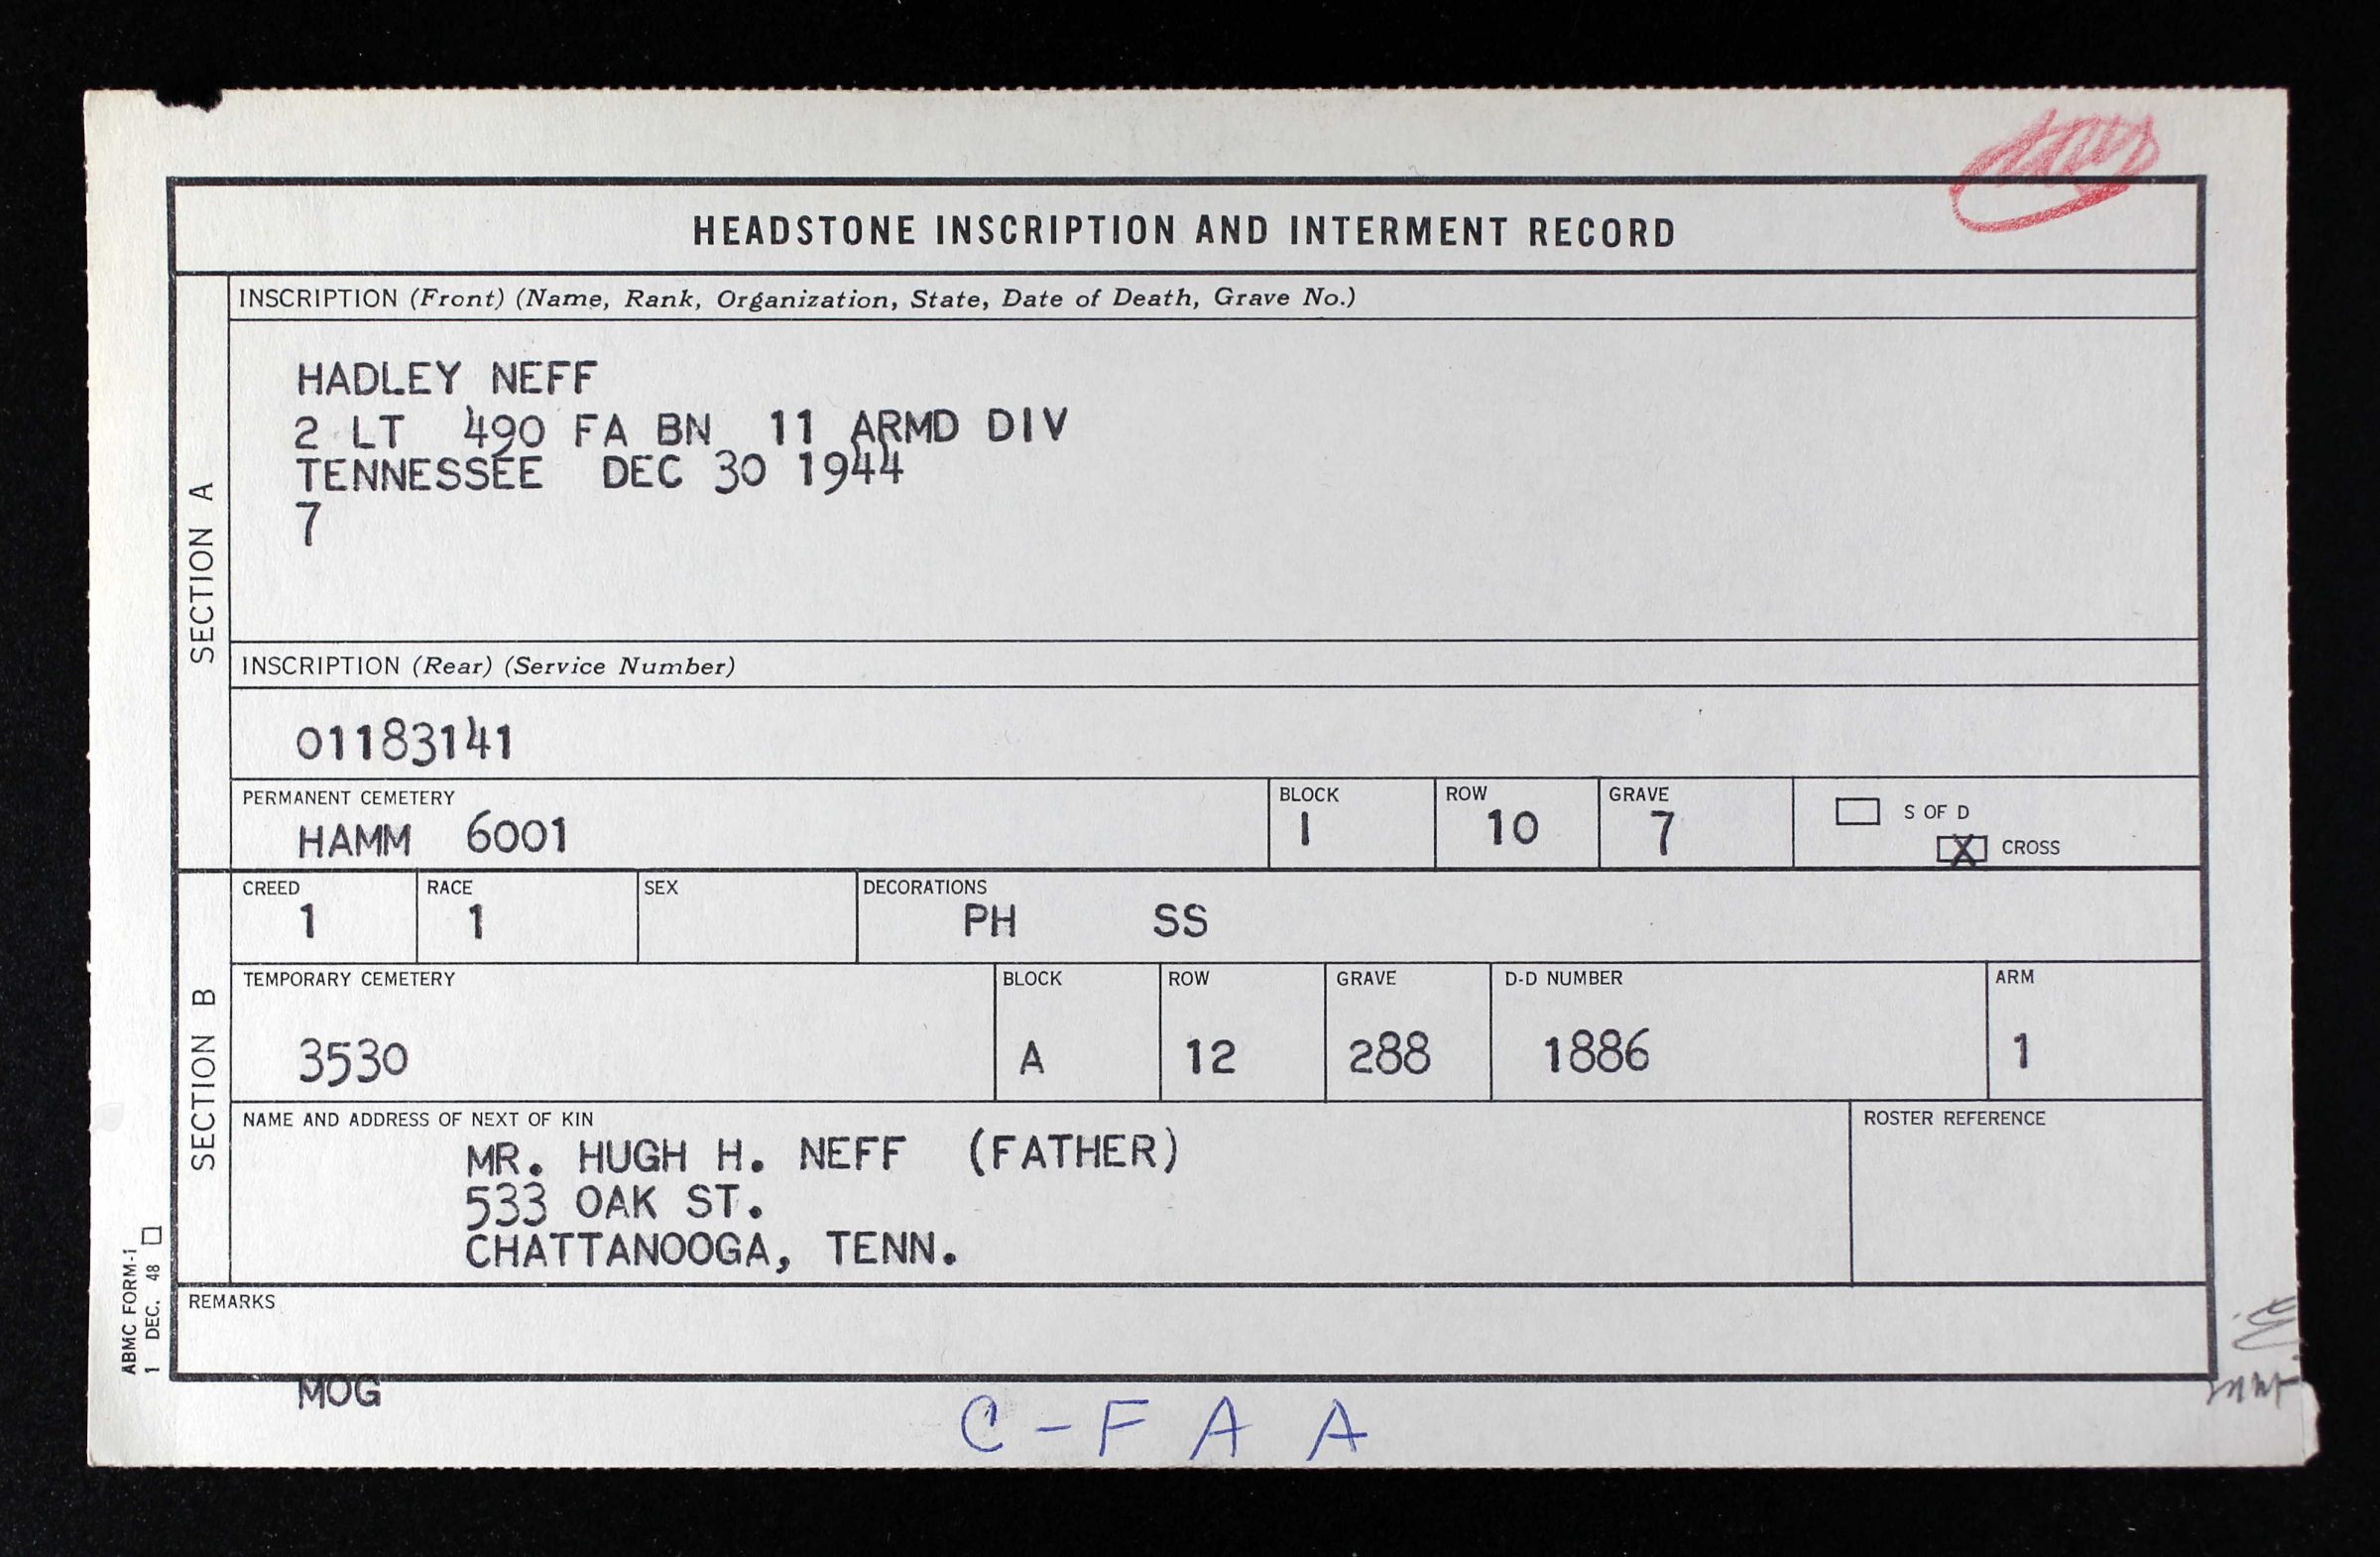 HEADSTONE INSCRIPTION AND INTERMENT RECORD
SECTION A
INSCRIPTION (Front) (Name, Rank, Organization, State, Date of Death, Grave No.)
HADLEY NEFF
2 LT 490 FA BN 11 ARMD DIV
TENNESSEE DEC 30 1944
7
INSCRIPTION (Rear) (Service Number)
01183141
PERMANENT CEMETERY BLOCK ROW GRAVE S OF D
HAMM 6001 I 10 7 X CROSS
SECTION B
CREED RACE SEX DECORATIONS
1 1 PH SS
TEMPORARY CEMETERY BLOCK ROW GRAVE D-D NUMBER ARM
3530 A 12 288 1886 1
NAME AND ADDRESS OF NEXT OF KIN ROSTER REFERENCE
MR. HUGH H. NEFF (FATHER)
533 OAK ST.
CHATTANOOGA, TENN.
REMARKS
ABMC FORM-1
1 DEC. 48
MOG
C-F A A